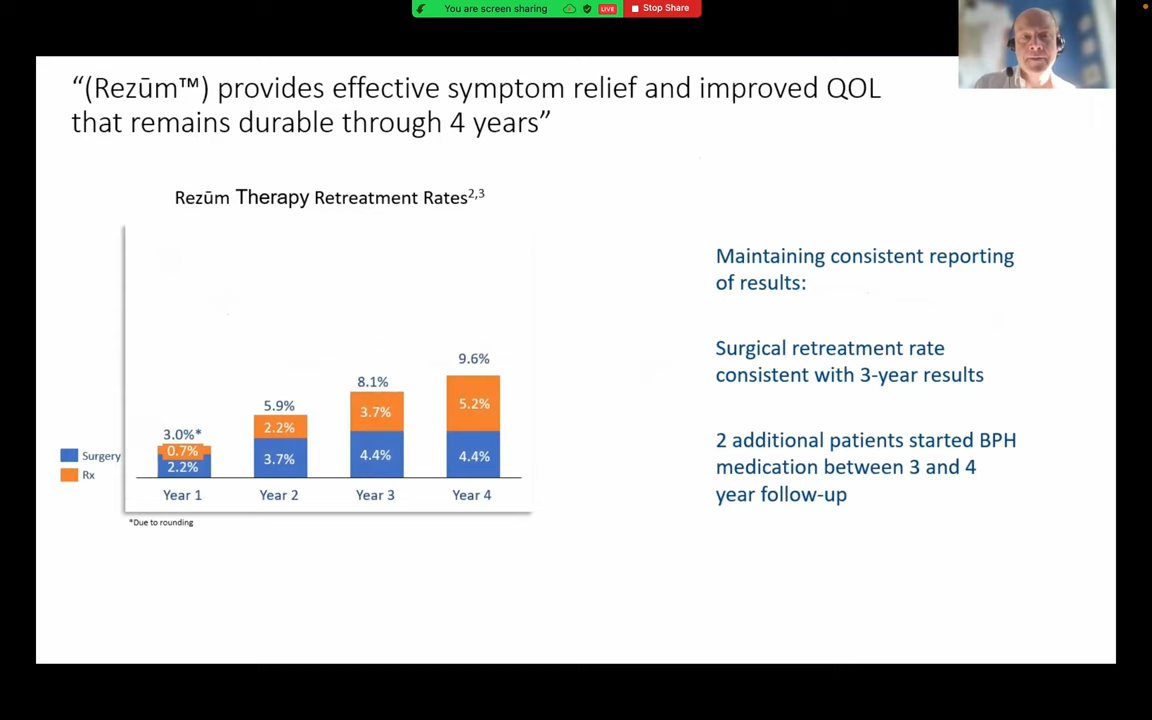 You are screen sharing LIVE Stop Share
“(Rezūm™) provides effective symptom relief and improved QOL
that remains durable through 4 years”
Rezūm Therapy Retreatment Rates2,3
3.0%*
0.7%
2.2%
5.9%
2.2%
3.7%
8.1%
3.7%
4.4%
9.6%
5.2%
4.4%
Surgery
Rx
Year 1 Year 2 Year 3 Year 4
*Due to rounding
Maintaining consistent reporting
of results:
Surgical retreatment rate
consistent with 3-year results
2 additional patients started BPH
medication between 3 and 4
year follow-up